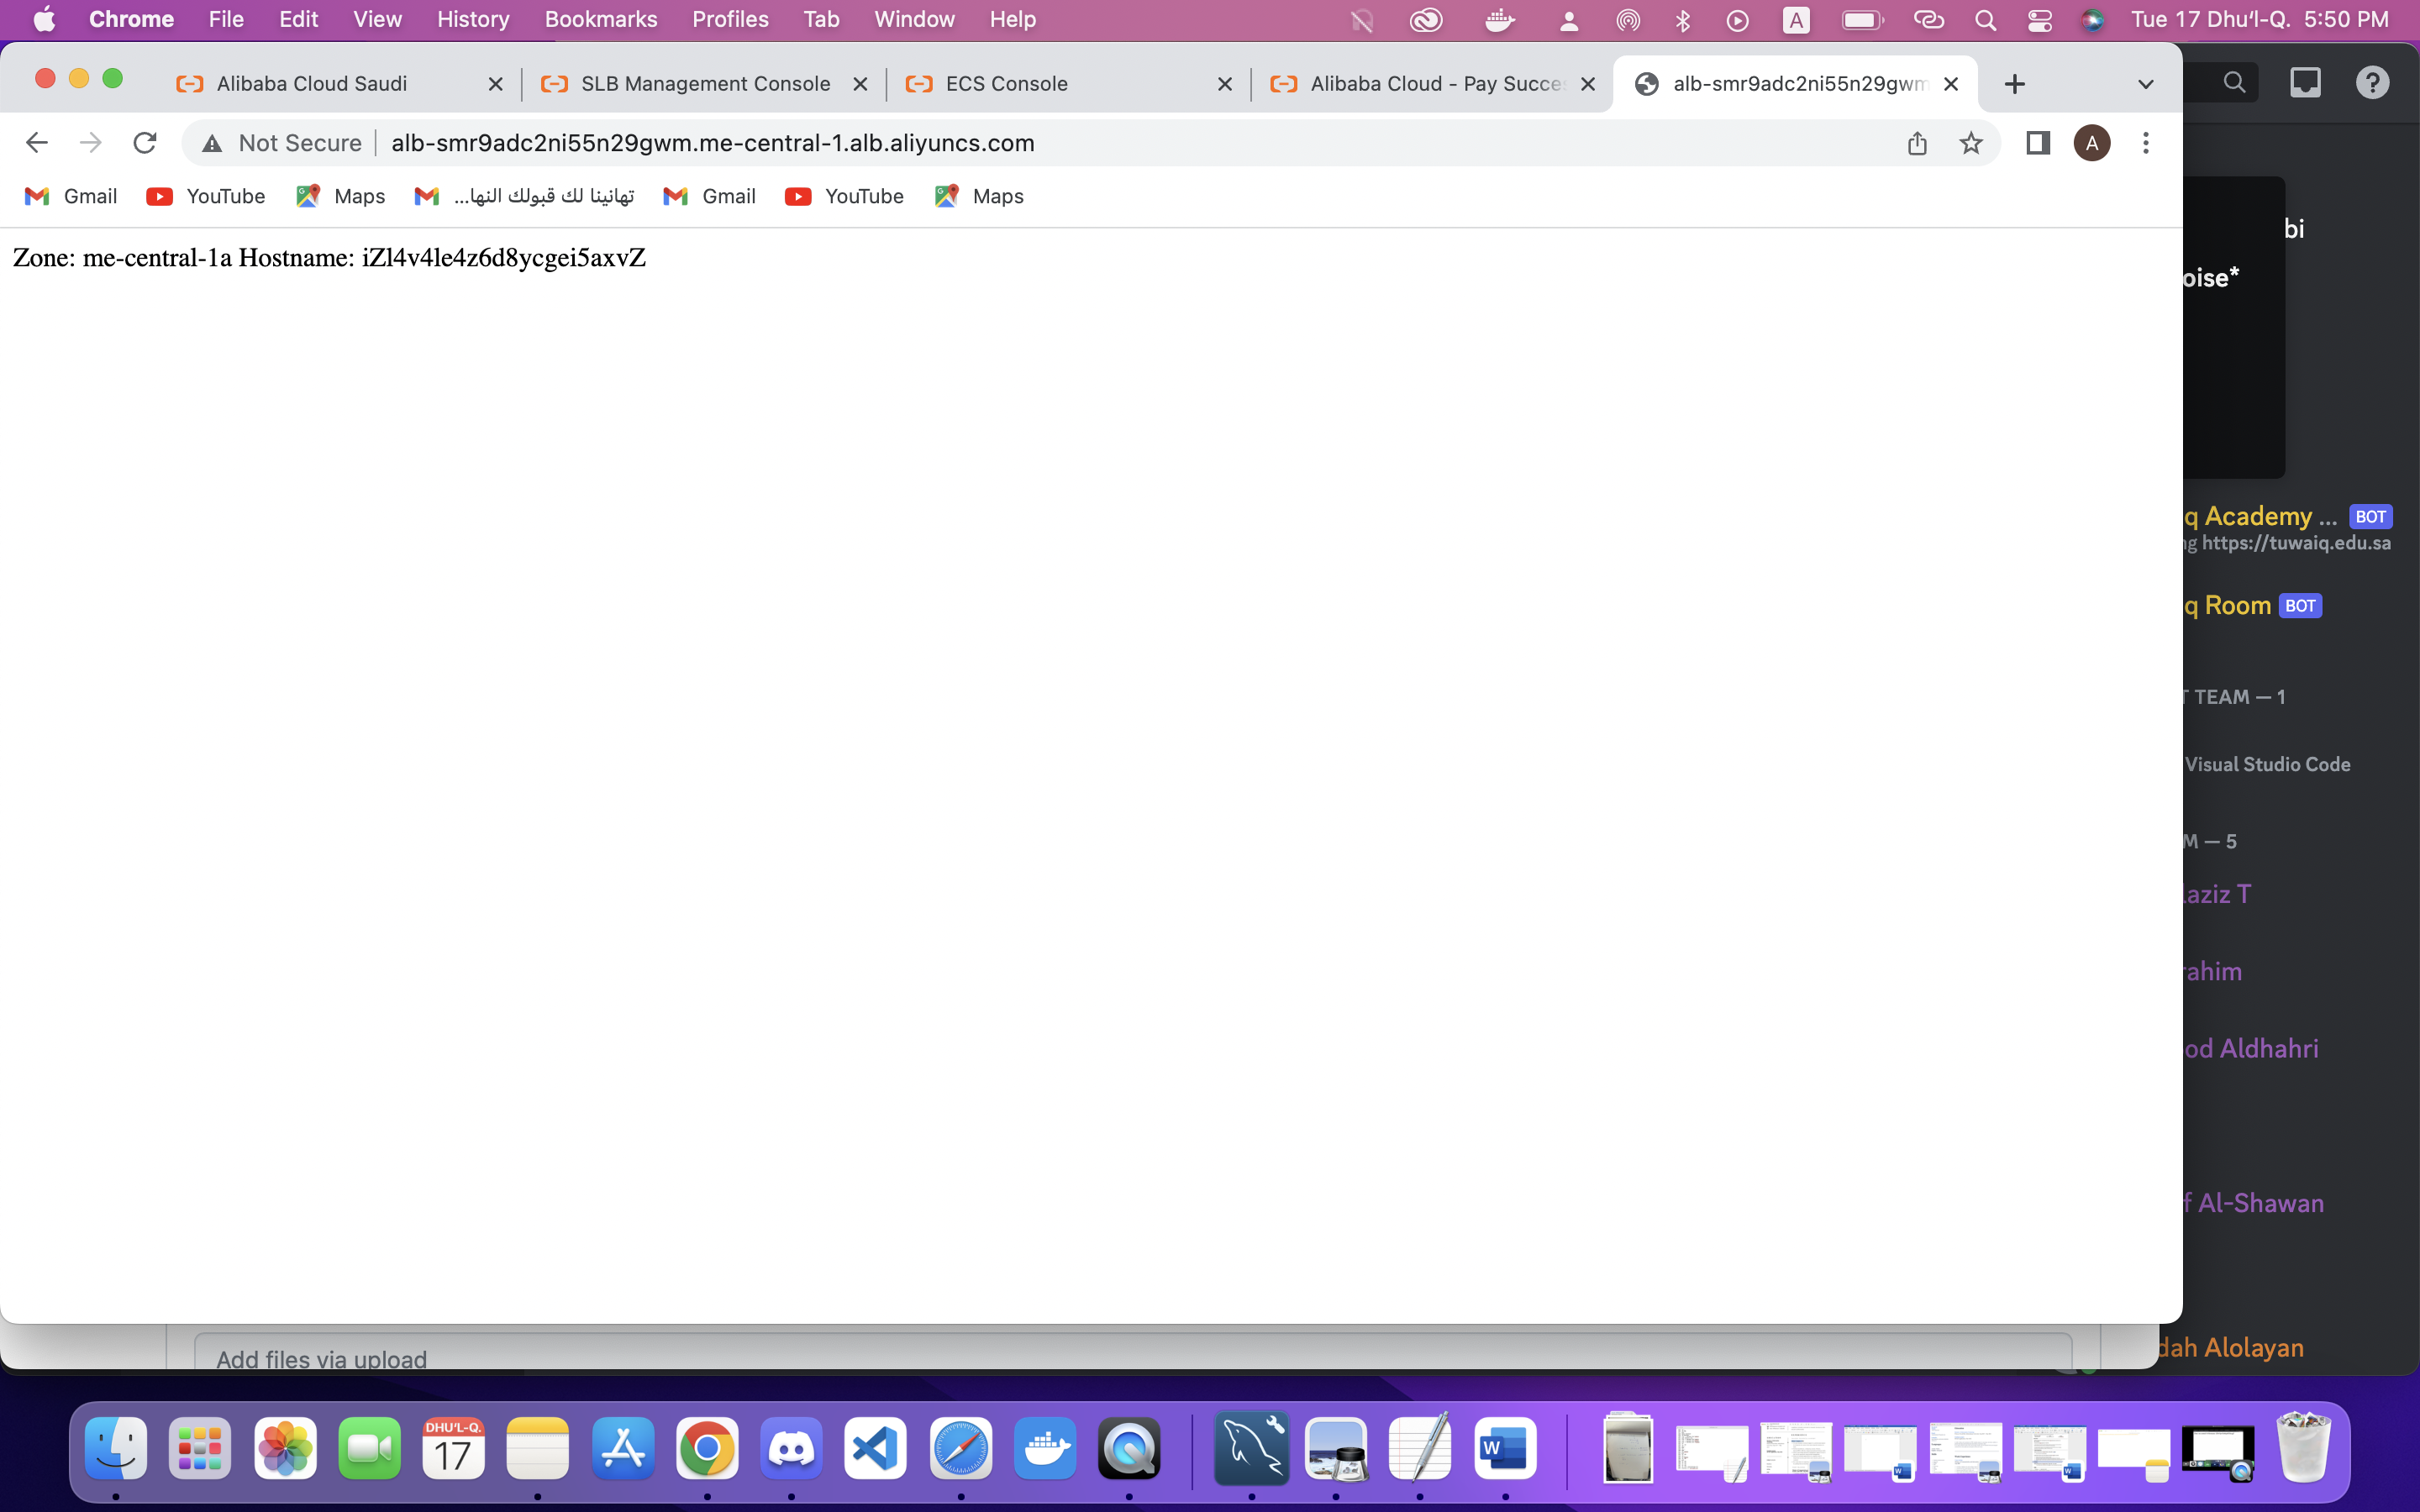 Chrome File Edit View History Bookmarks Profiles Tab Window Help
A
Tue 17 Dhuʻl-Q. 5:50 PM
Alibaba Cloud Saudi
SLB Management Console
ECS Console
Alibaba Cloud - Pay Succes
alb-smr9adc2ni55n29gwm
Not Secure
alb-smr9adc2ni55n29gwm.me-central-1.alb.aliyuncs.com
A
Gmail YouTube Maps تهانينا لك قبولك النها... Gmail YouTube Maps
Zone: me-central-1a Hostname: iZl4v4le4z6d8ycgei5axvZ
bi
oise*
q Academy ... BOT
ng https://tuwaiq.edu.sa
q Room BOT
T TEAM — 1
Visual Studio Code
M — 5
laziz T
rahim
od Aldhahri
f Al-Shawan
dah Alolayan
Add files via upload
DHUʻL-Q.
17
W